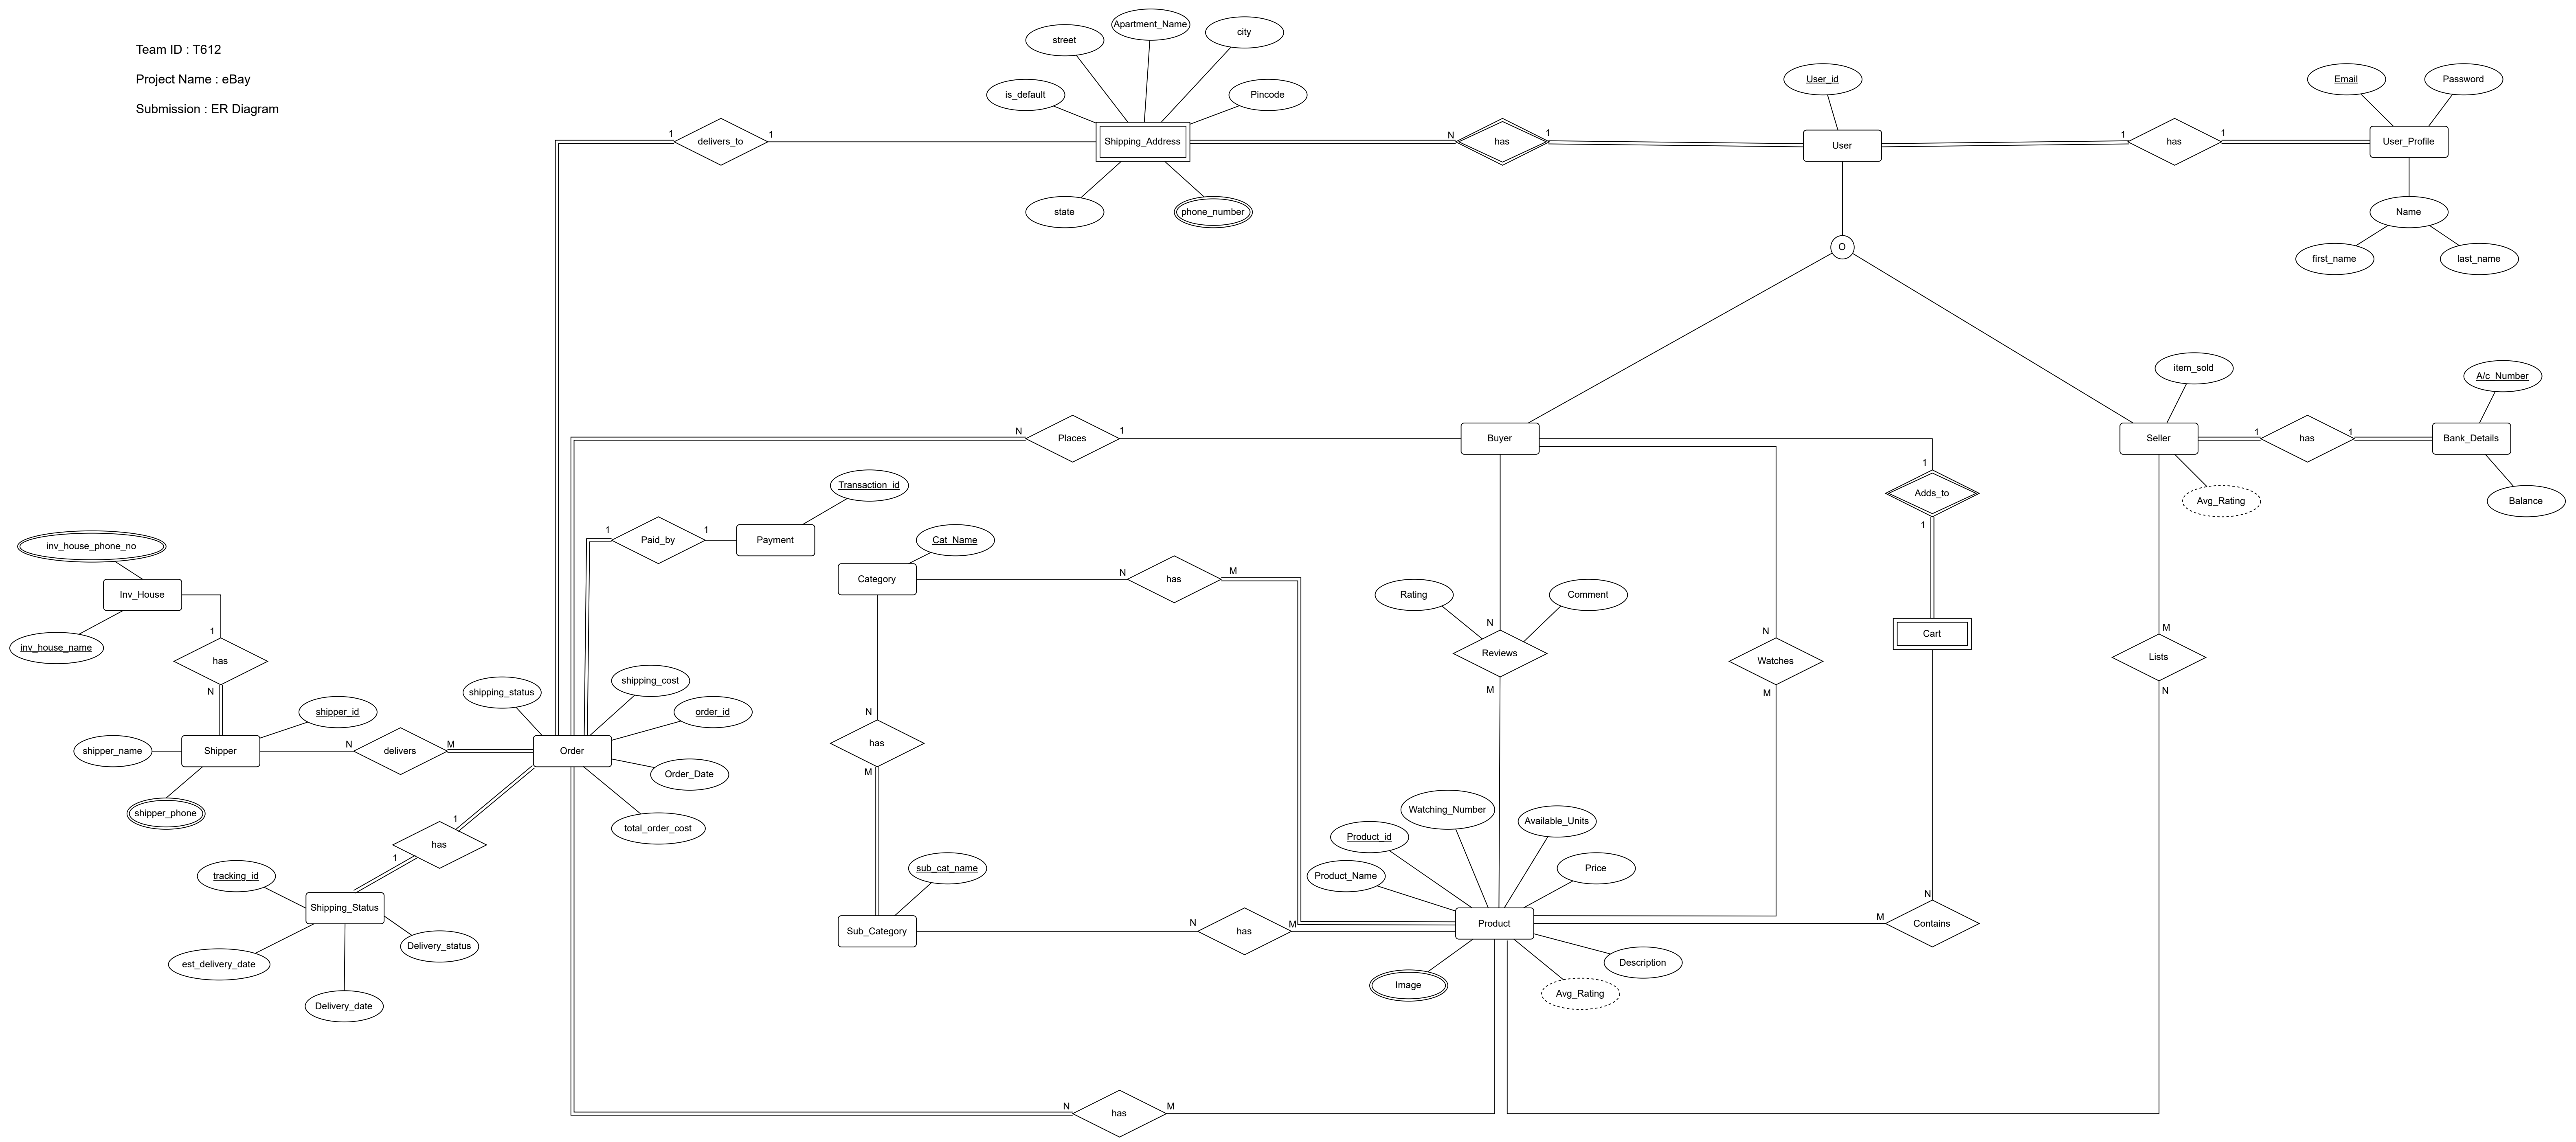 Team ID : T612
Project Name : eBay
Submission : ER Diagram
Apartment_Name
street
city
is_default
Pincode
Shipping_Address
state
phone_number
1
delivers_to
1
N
has
1
User_id
User
1
has
1
Email
Password
User_Profile
Name
first_name
last_name
O
N
Places
1
Buyer
item_sold
Seller
Avg_Rating
1
has
1
A/c_Number
Bank_Details
Balance
1
Adds_to
1
Cart
Transaction_id
1
Paid_by
1
Payment
inv_house_phone_no
Inv_House
inv_house_name
1
has
N
Cat_Name
Category
N
has
M
Rating
Comment
N
Reviews
M
N
Watches
M
M
Lists
N
shipper_id
shipper_name
Shipper
shipper_phone
N
delivers
M
shipping_status
shipping_cost
order_id
Order
Order_Date
total_order_cost
N
has
M
1
has
1
tracking_id
Shipping_Status
est_delivery_date
Delivery_status
Delivery_date
sub_cat_name
Sub_Category
N
has
M
Watching_Number
Available_Units
Product_id
Product_Name
Price
Product
Image
Avg_Rating
Description
N
M
Contains
N
has
M